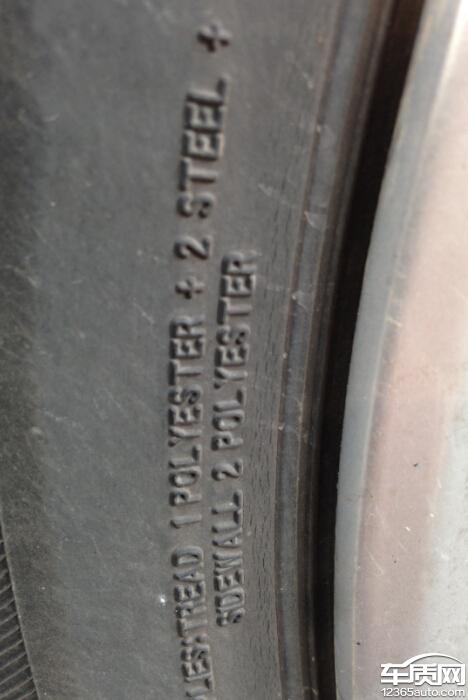 TREAD 1 POLYESTER + 2 STEEL +
SIDEWALL 2 POLYESTER
车质网
12365auto.com